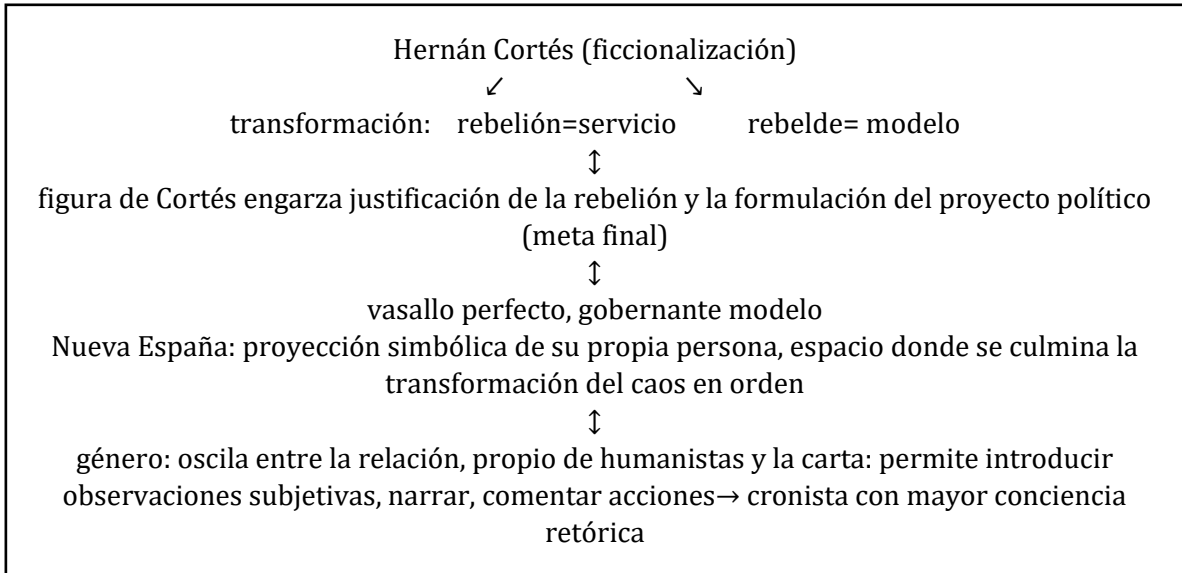 Hernán Cortés (ficcionalización)
↙ ↘
transformación: rebelión=servicio rebelde= modelo
↕
figura de Cortés engarza justificación de la rebelión y la formulación del proyecto político
(meta final)
↕
vasallo perfecto, gobernante modelo
Nueva España: proyección simbólica de su propia persona, espacio donde se culmina la
transformación del caos en orden
↕
género: oscila entre la relación, propio de humanistas y la carta: permite introducir
observaciones subjetivas, narrar, comentar acciones→ cronista con mayor conciencia
retórica